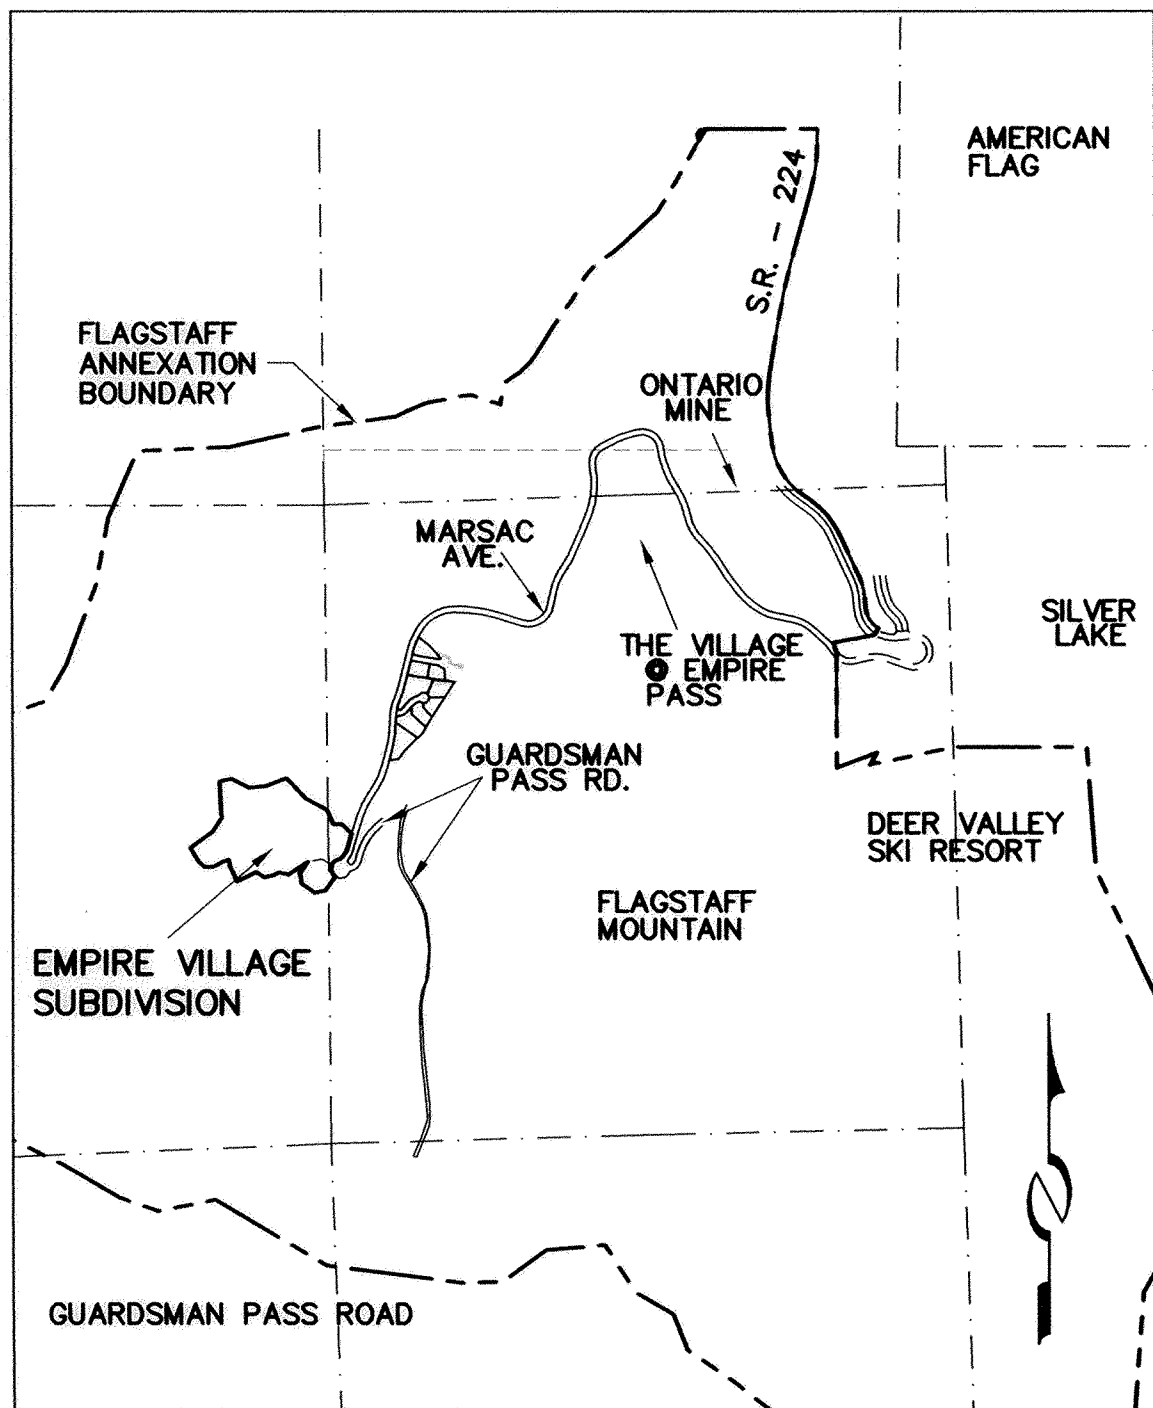 AMERICAN
FLAG
S.R. - 224
FLAGSTAFF
ANNEXATION
BOUNDARY
ONTARIO
MINE
MARSAC
AVE.
SILVER
LAKE
THE VILLAGE
@ EMPIRE
PASS
GUARDSMAN
PASS RD.
DEER VALLEY
SKI RESORT
FLAGSTAFF
MOUNTAIN
EMPIRE VILLAGE
SUBDIVISION
GUARDSMAN PASS ROAD